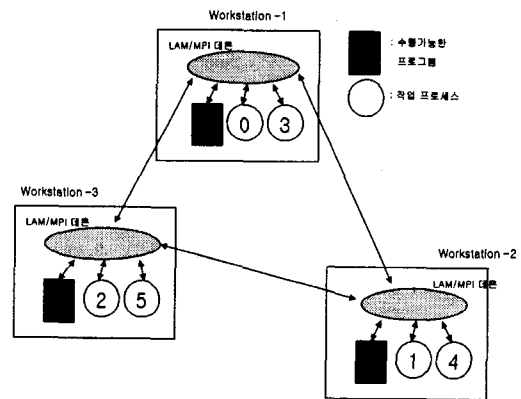 Workstation -1
LAM/MPI 데몬
0 3
: 수행가능한
프로그램
: 작업 프로세스
Workstation -3
LAM/MPI 데몬
2 5
Workstation -2
LAM/MPI 데몬
1 4